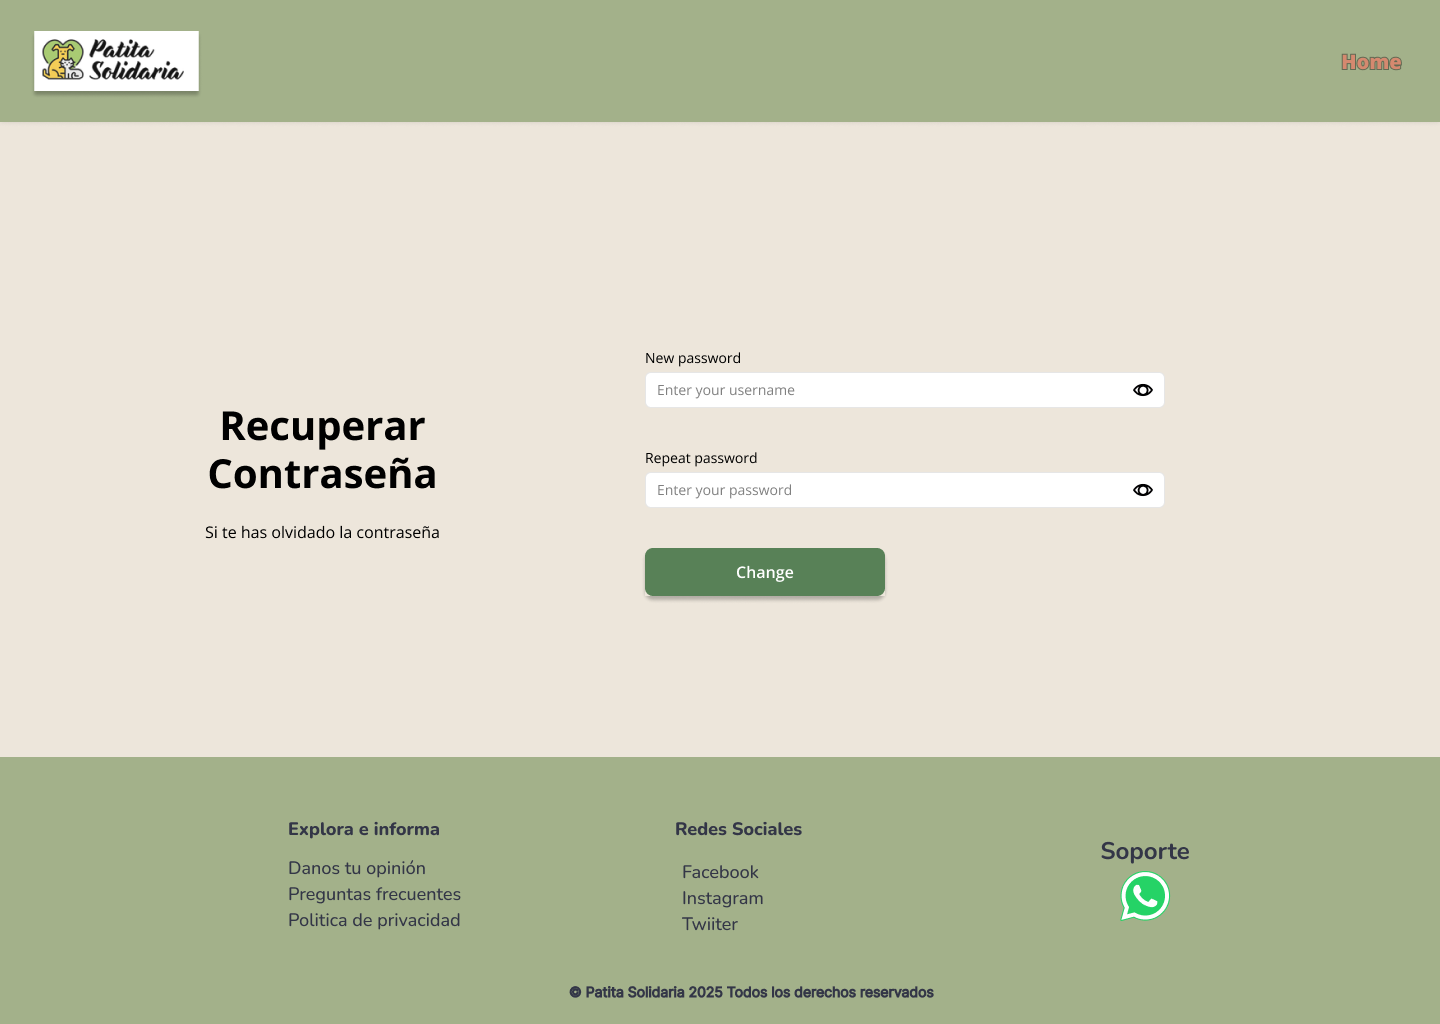 Patita
Solidaria
Home
Recuperar
Contraseña
Si te has olvidado la contraseña
New password
Enter your username
Repeat password
Enter your password
Change
Explora e informa
Danos tu opinión
Preguntas frecuentes
Politica de privacidad
Redes Sociales
Facebook
Instagram
Twiiter
Soporte
© Patita Solidaria 2025 Todos los derechos reservados